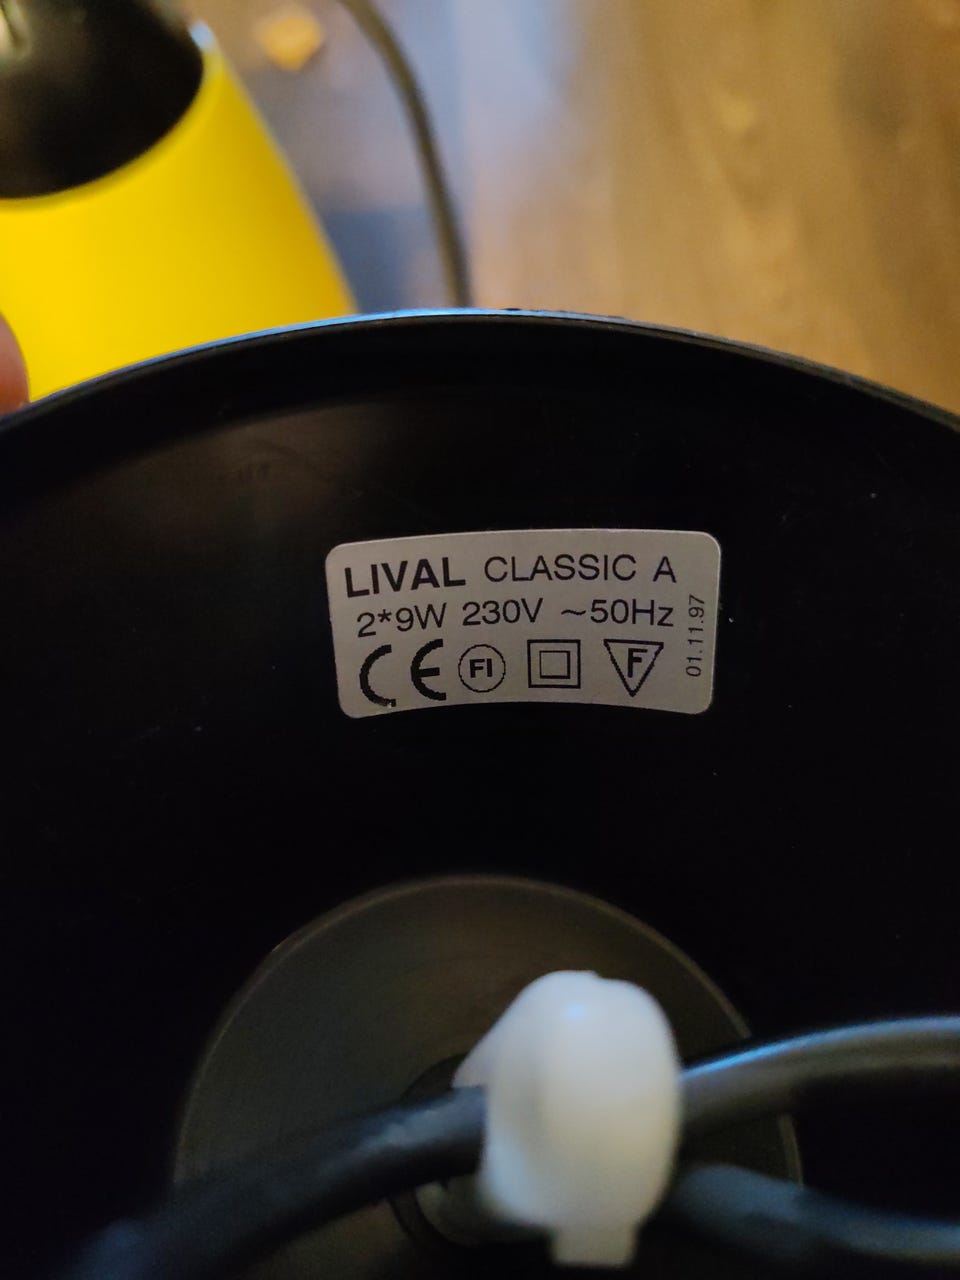 LIVAL CLASSIC A
2*9W 230V ~50Hz
CE FI F
01.11.97